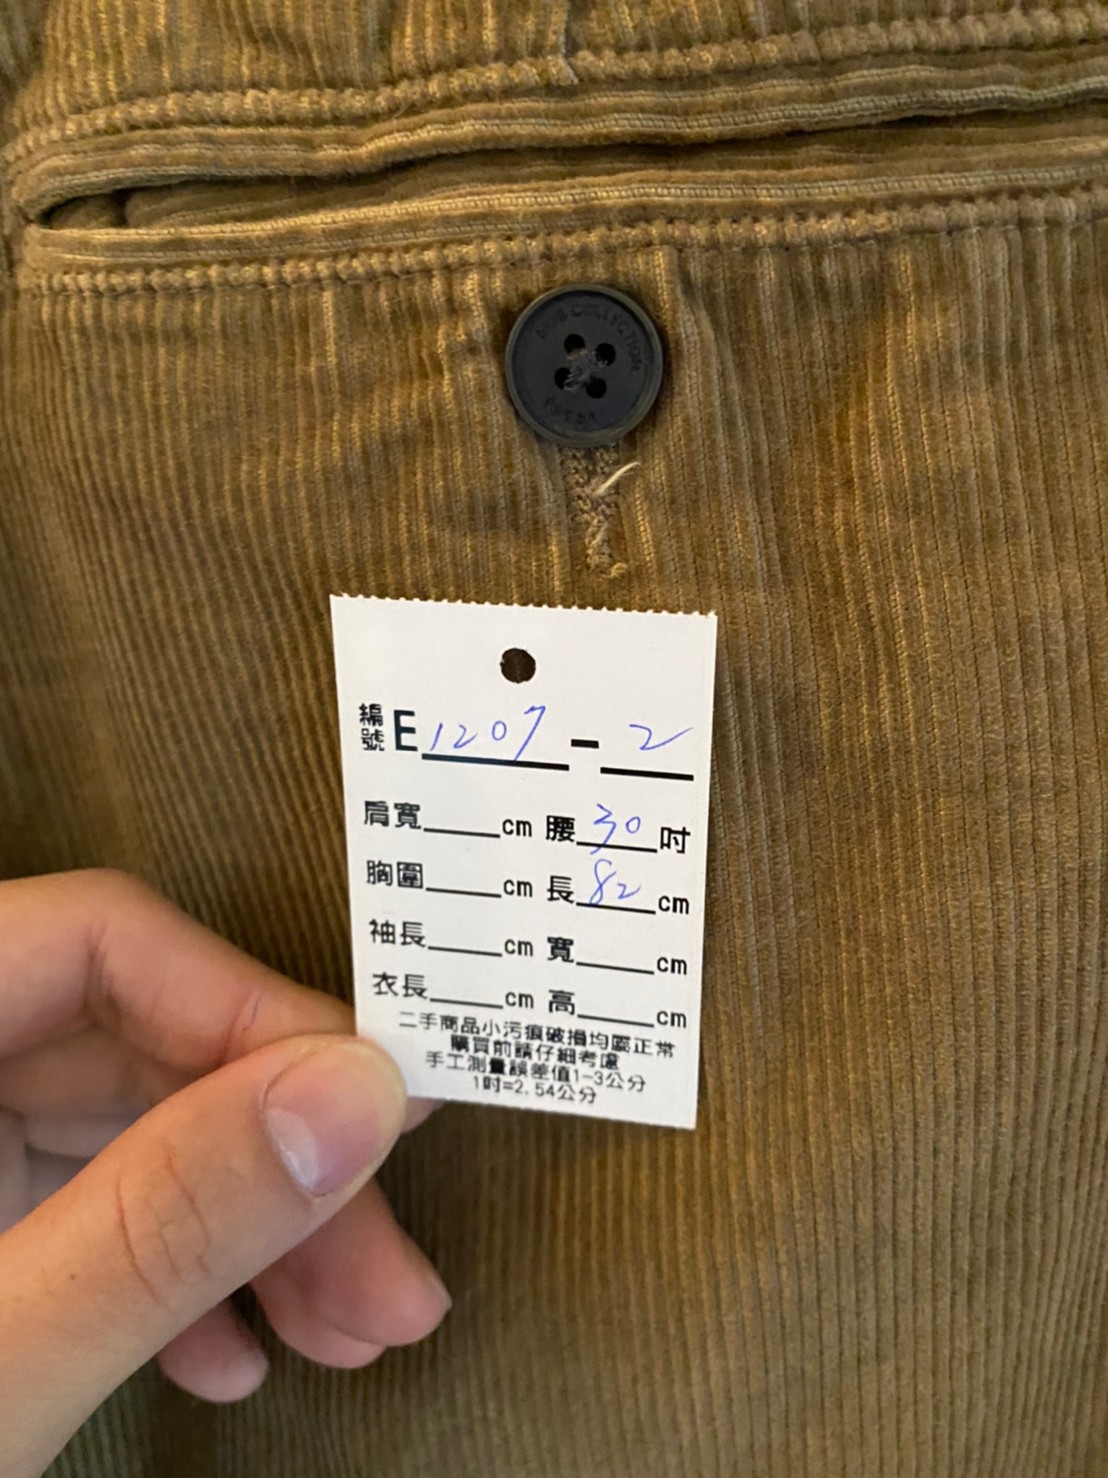 COLLECTION
編號 E 1207 - 2
肩寬____cm 腰 30 吋
胸圍____cm 長 82 cm
袖長____cm 寬____cm
衣長____cm 高____cm
二手商品小污痕破損均屬正常
購買前請仔細考慮
手工測量誤差值1-3公分
1吋=2.54公分